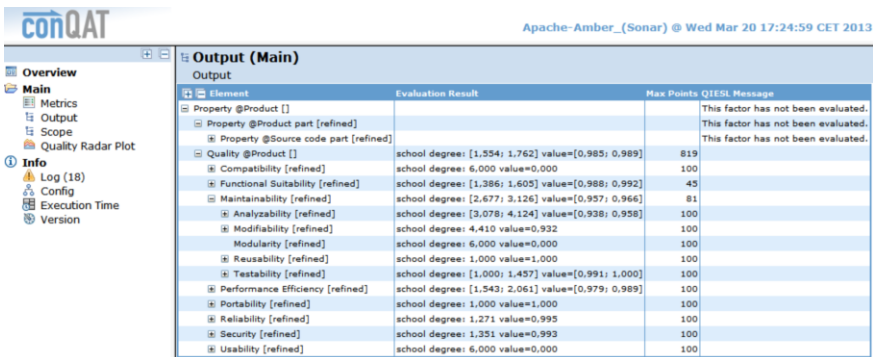 conQAT
Apache-Amber_(Sonar) @ Wed Mar 20 17:24:59 CET 2013
Overview
Main
Metrics
Output
Scope
Quality Radar Plot
Info
Log (18)
Config
Execution Time
Version
Output (Main)
Output
Element Evaluation Result Max Points QIESL Message
Property @Product [] This factor has not been evaluated.
Property @Product part [refined] This factor has not been evaluated.
Property @Source code part [refined] This factor has not been evaluated.
Quality @Product [] school degree: [1,554; 1,762] value=[0,985; 0,989] 819
Compatibility [refined] school degree: 6,000 value=0,000 100
Functional Suitability [refined] school degree: [1,386; 1,605] value=[0,988; 0,992] 45
Maintainability [refined] school degree: [2,677; 3,126] value=[0,957; 0,966] 81
Analyzability [refined] school degree: [3,078; 4,124] value=[0,938; 0,958] 100
Modifiability [refined] school degree: 4,410 value=0,932 100
Modularity [refined] school degree: 6,000 value=0,000 100
Reusability [refined] school degree: 1,000 value=1,000 100
Testability [refined] school degree: [1,000; 1,457] value=[0,991; 1,000] 100
Performance Efficiency [refined] school degree: [1,543; 2,061] value=[0,979; 0,989] 100
Portability [refined] school degree: 1,000 value=1,000 100
Reliability [refined] school degree: 1,271 value=0,995 100
Security [refined] school degree: 1,351 value=0,993 100
Usability [refined] school degree: 6,000 value=0,000 100